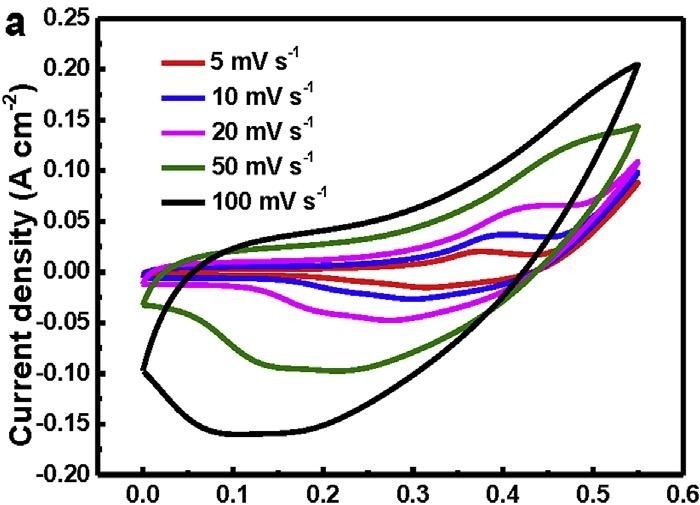 a
Current density (A cm⁻²)
0.25
0.20
0.15
0.10
0.05
0.00
-0.05
-0.10
-0.15
-0.20
5 mV s⁻¹
10 mV s⁻¹
20 mV s⁻¹
50 mV s⁻¹
100 mV s⁻¹
0.0 0.1 0.2 0.3 0.4 0.5 0.6